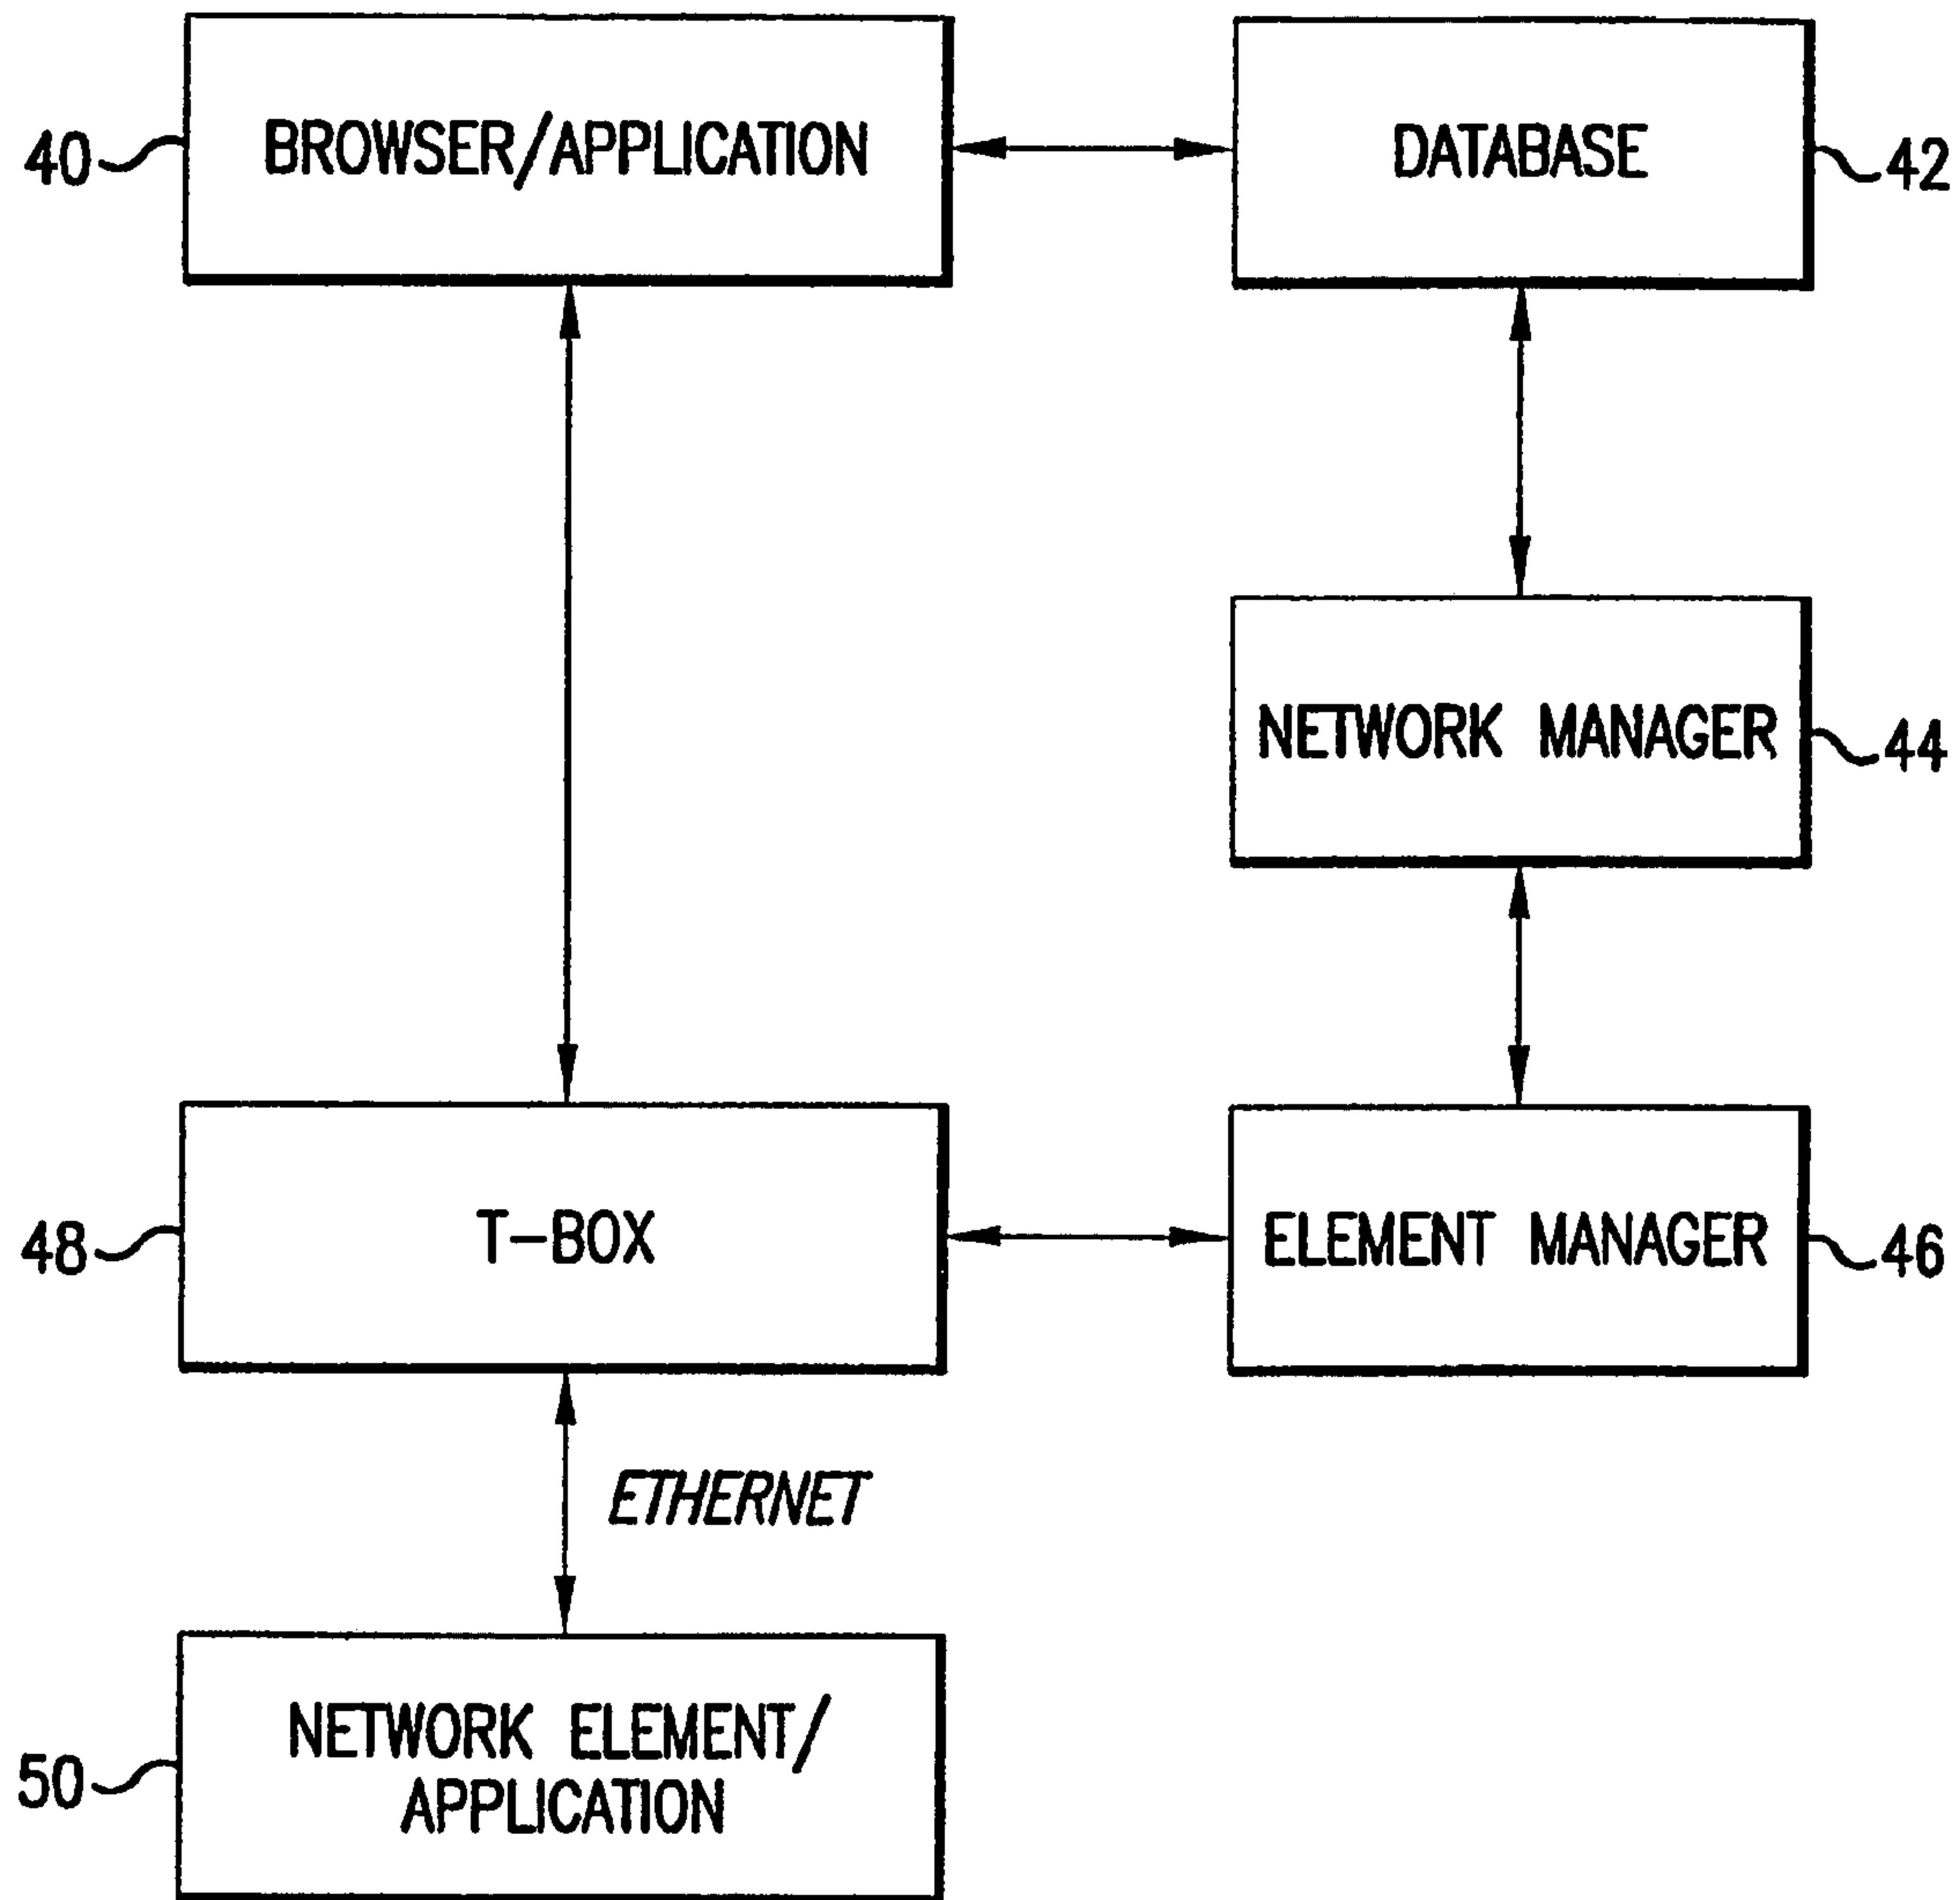 40 BROWSER/APPLICATION
DATABASE 42
NETWORK MANAGER 44
48 T-BOX
ELEMENT MANAGER 46
ETHERNET
50 NETWORK ELEMENT/
APPLICATION